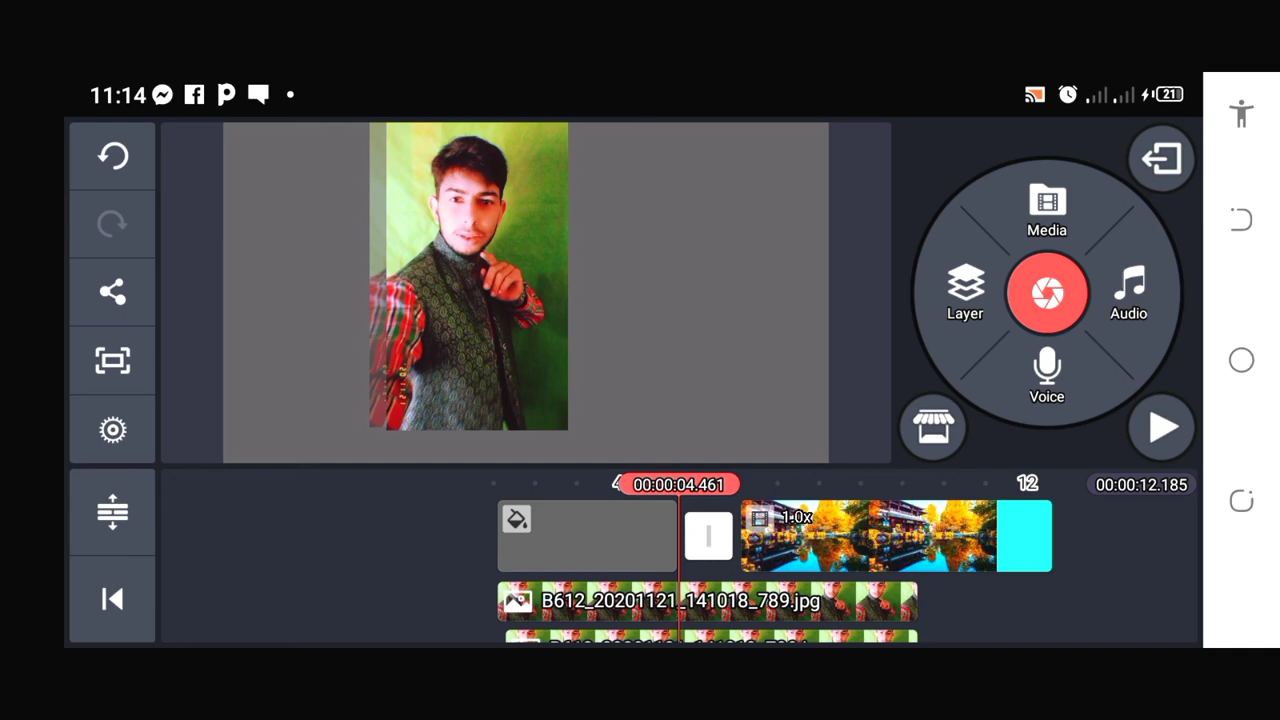 11:14
21
Media
Layer
Audio
Voice
00:00:04.461
12
00:00:12.185
1.0x
B612_20201121_141018_789.jpg